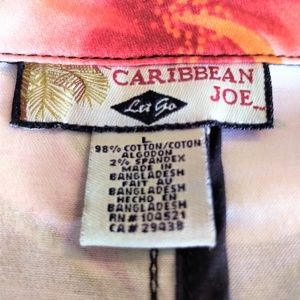 CARIBBEAN
JOE
Let Go
L
98% COTTON/COTON
ALGODON
2% SPANDEX
MADE IN
BANGLADESH
FAIT AU
BANGLADESH
HECHO EN
BANGLADESH
RN# 104521
CA# 29438